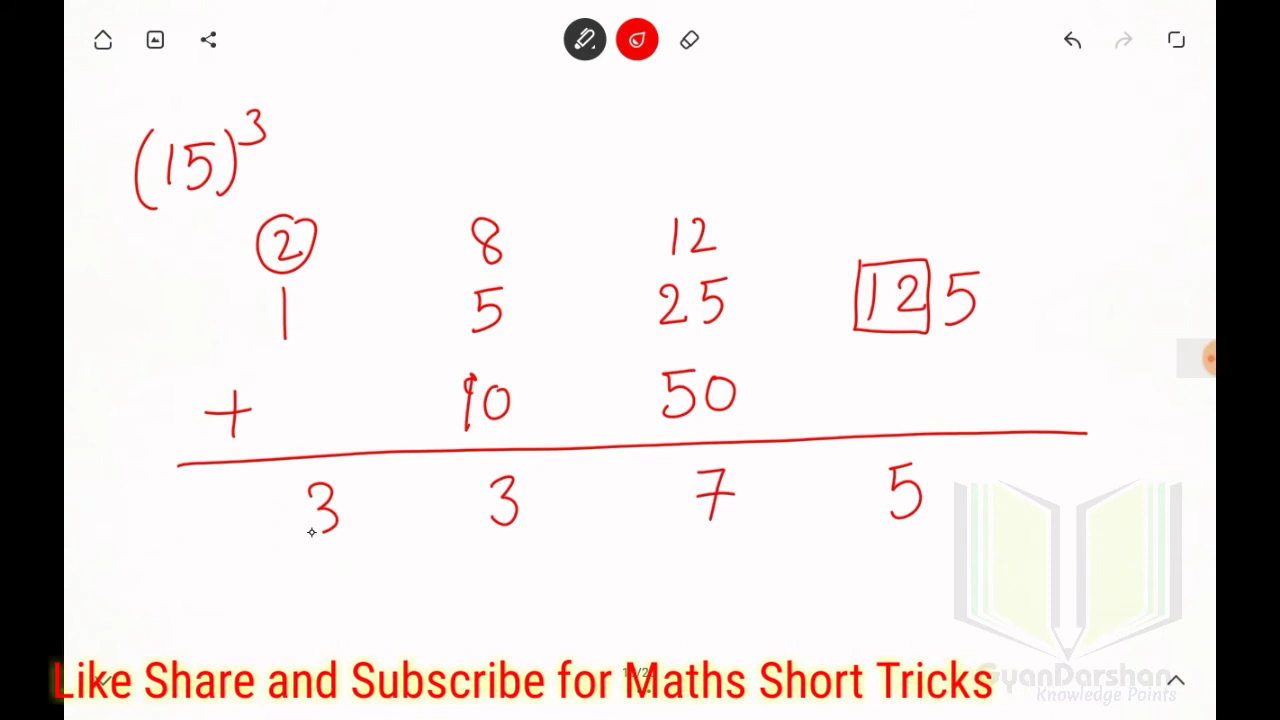 (15)³
2 8 12
1 5 25 125
+ 10 50
3 3 7 5
Like Share and Subscribe for Maths Short Tricks
GyanDarshan
Knowledge Points